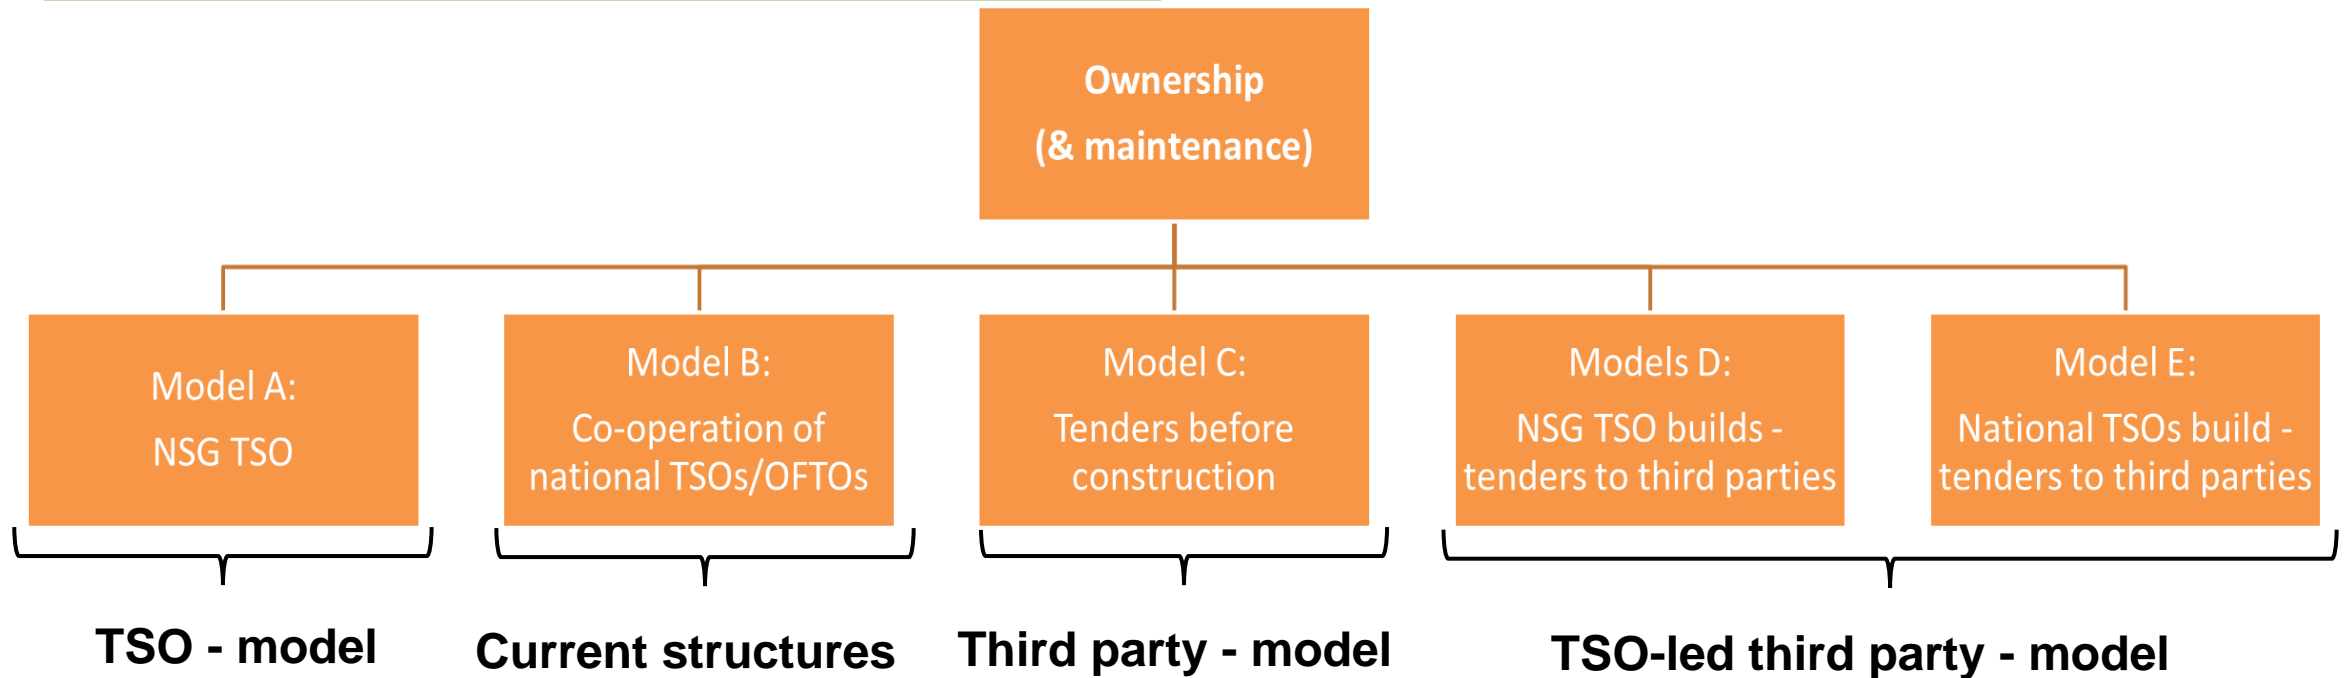 Ownership
(& maintenance)
Model A:
NSG TSO
Model B:
Co-operation of
national TSOs/OFTOs
Model C:
Tenders before
construction
Models D:
NSG TSO builds -
tenders to third parties
Model E:
National TSOs build -
tenders to third parties
TSO - model
Current structures
Third party - model
TSO-led third party - model